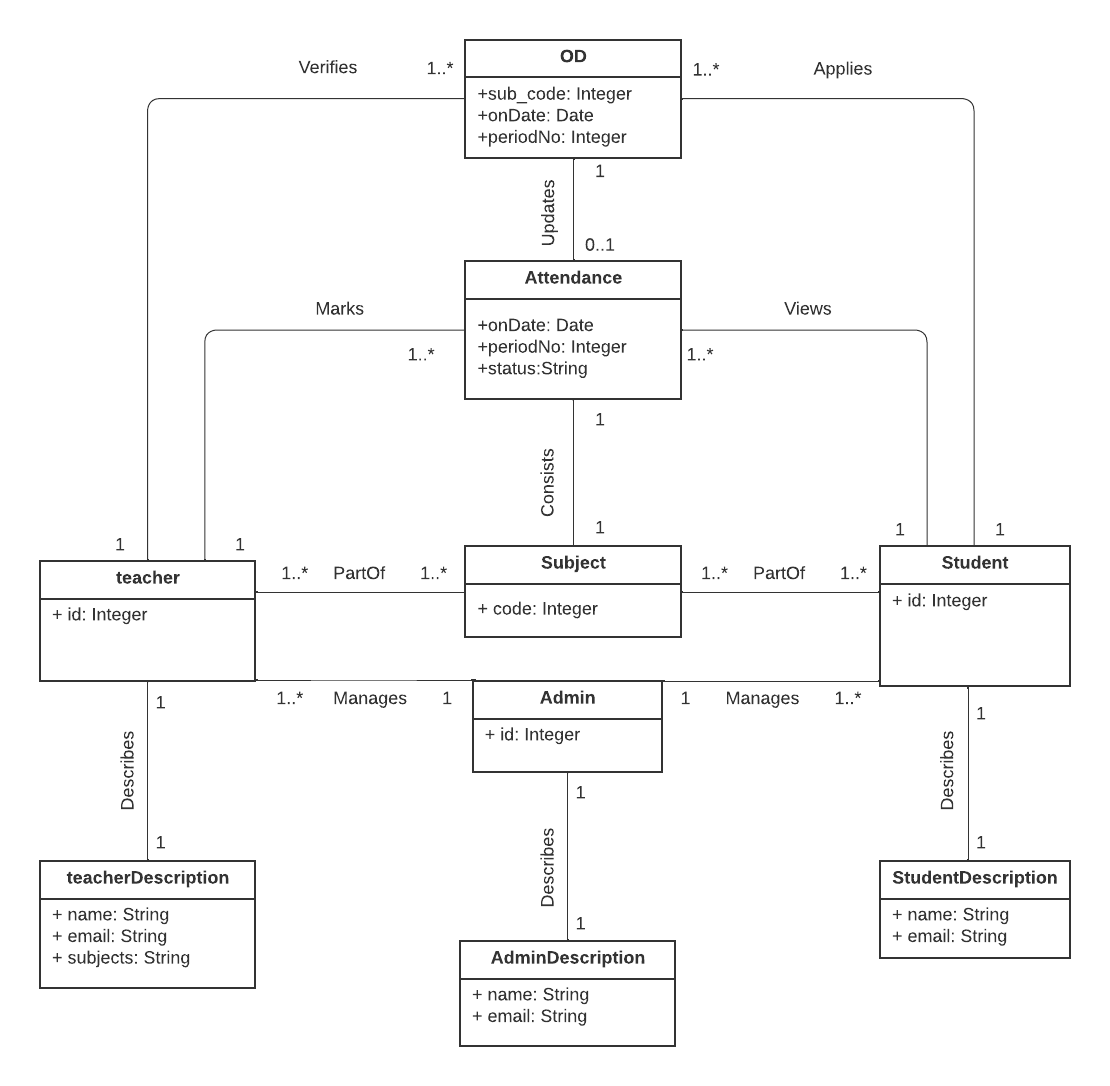 OD
Verifies
1..*
1..*
Applies
+sub_code: Integer
+onDate: Date
+periodNo: Integer
1
Updates
0..1
Attendance
Marks
Views
+onDate: Date
+periodNo: Integer
+status:String
1..*
1..*
1
Consists
1
1
1
1
1
teacher
+ id: Integer
1..*
PartOf
1..*
Subject
+ code: Integer
1..*
PartOf
1..*
Student
+ id: Integer
1..*
Manages
1
Admin
+ id: Integer
1
Manages
1..*
1
Describes
1
1
Describes
1
1
Describes
1
teacherDescription
+ name: String
+ email: String
+ subjects: String
AdminDescription
+ name: String
+ email: String
StudentDescription
+ name: String
+ email: String